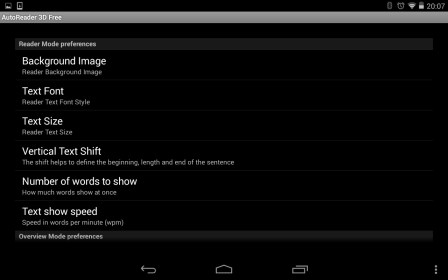 20:07
AutoReader 3D Free
Reader Mode preferences
Background Image
Reader Background Image
Text Font
Reader Text Font Style
Text Size
Reader Text Size
Vertical Text Shift
The shift helps to define the beginning, length and end of the sentence
Number of words to show
How much words show at once
Text show speed
Speed in words per minute (wpm)
Overview Mode preferences